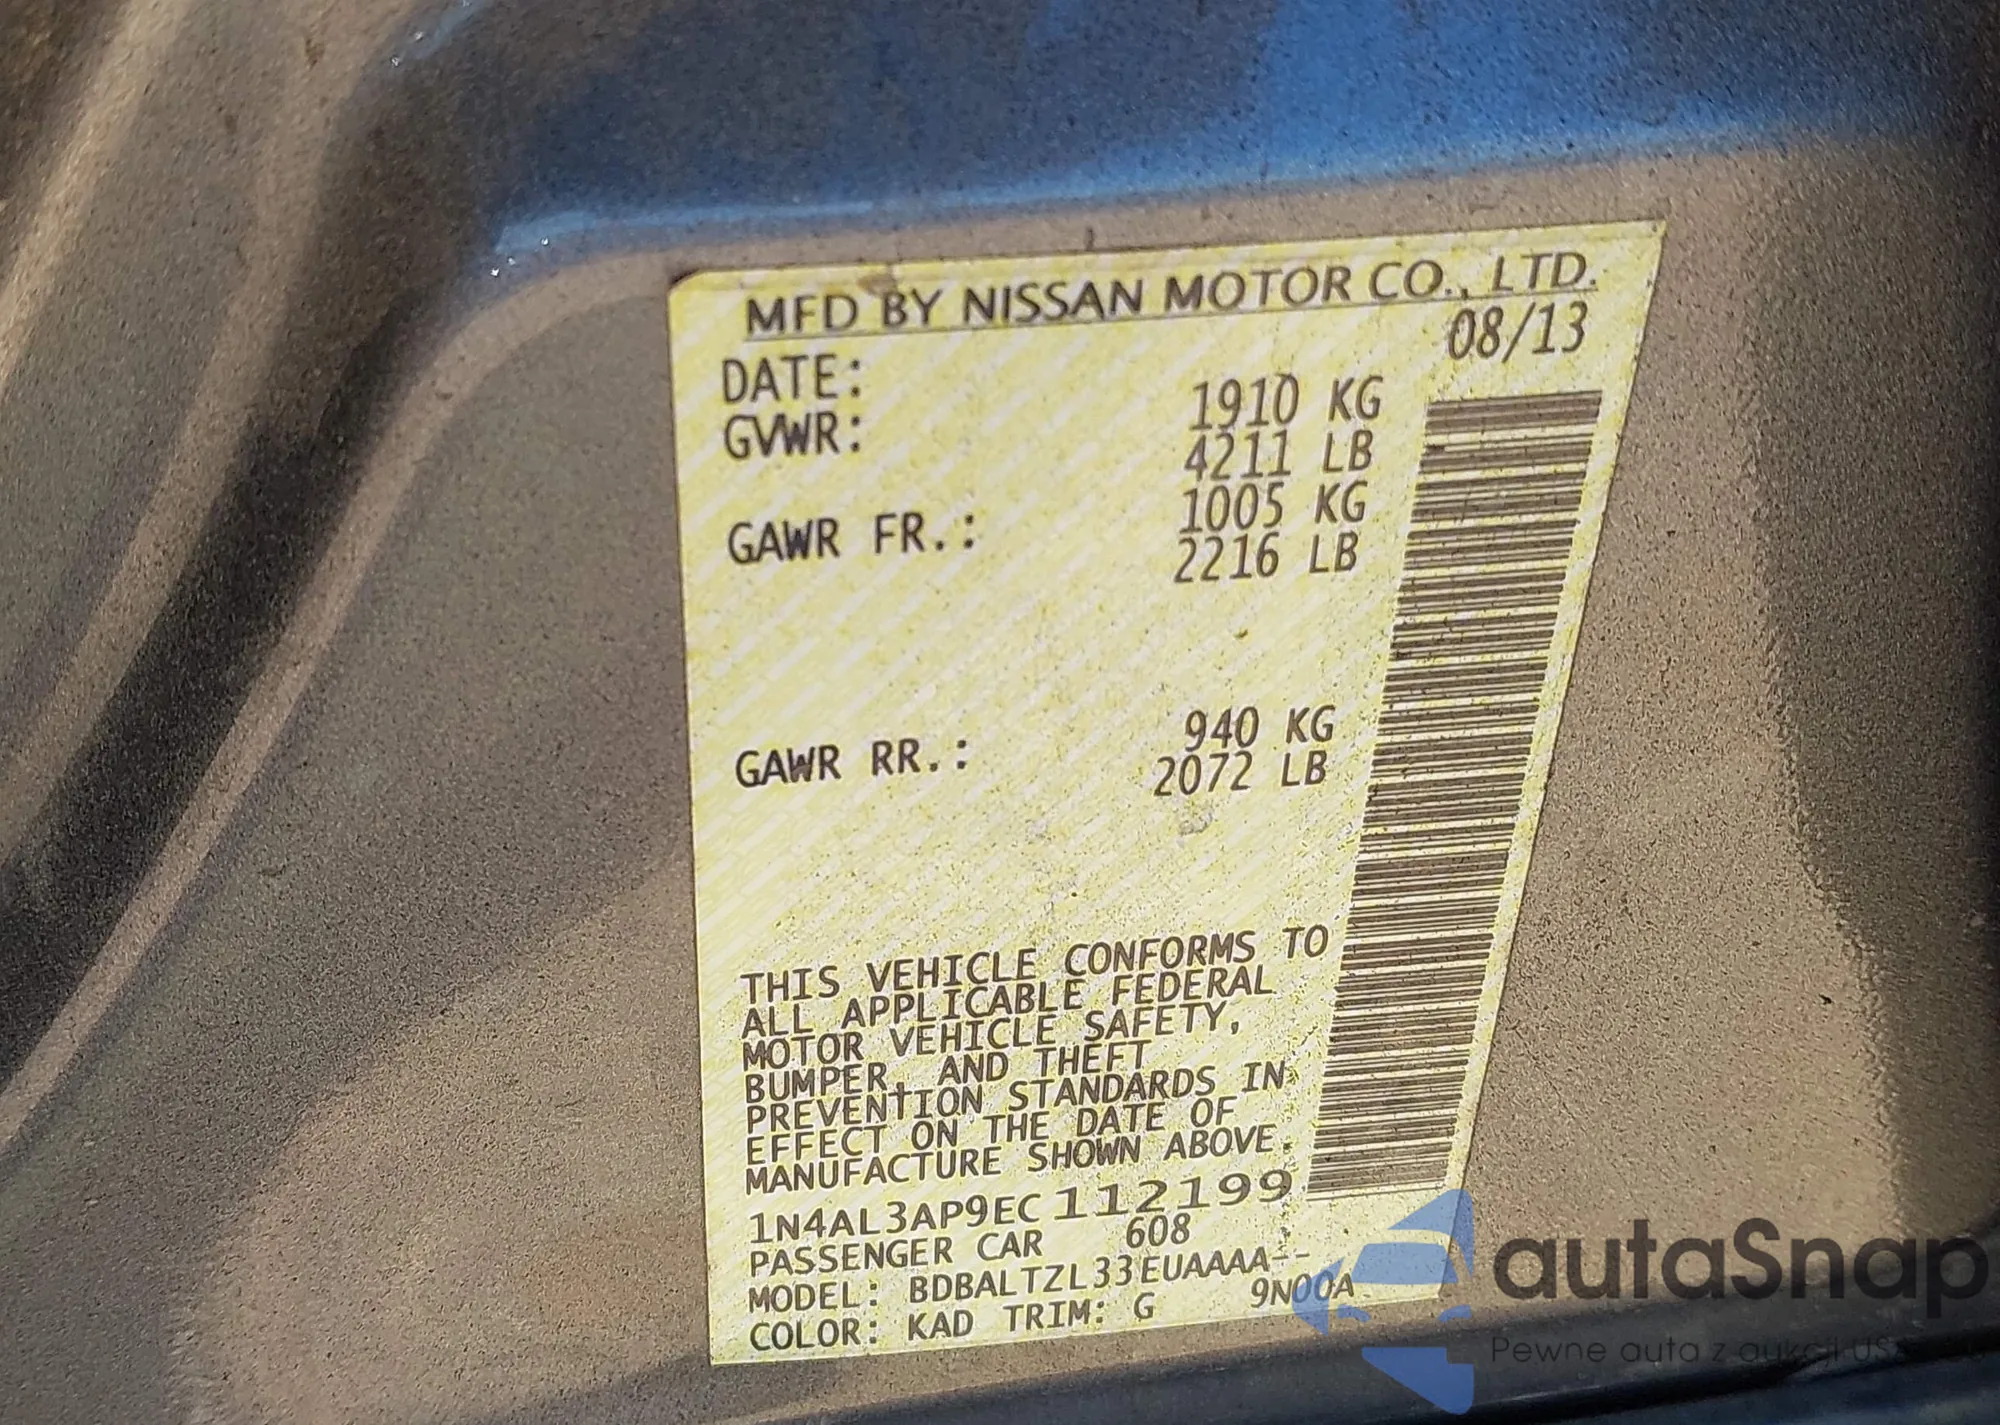 MFD BY NISSAN MOTOR CO., LTD.
DATE: 08/13
GVWR: 1910 KG
4211 LB
GAWR FR.: 1005 KG
2216 LB
GAWR RR.: 940 KG
2072 LB
THIS VEHICLE CONFORMS TO
ALL APPLICABLE FEDERAL
MOTOR VEHICLE SAFETY,
BUMPER, AND THEFT
PREVENTION STANDARDS IN
EFFECT ON THE DATE OF
MANUFACTURE SHOWN ABOVE.
1N4AL3AP9EC112199
PASSENGER CAR 608
MODEL: BDBALTZL33EUAAAA--
COLOR: KAD TRIM: G 9N00A
autaSnap
Pewne auta z aukcji